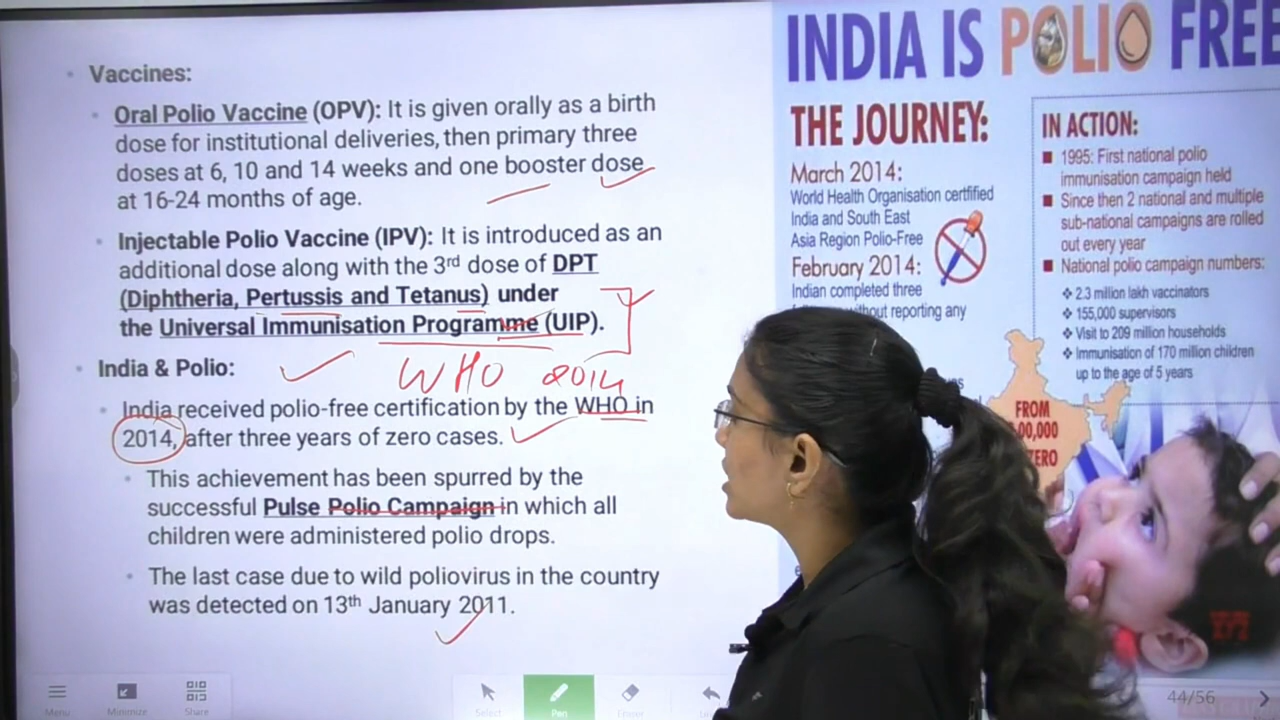 Vaccines:
Oral Polio Vaccine (OPV): It is given orally as a birth
dose for institutional deliveries, then primary three
doses at 6, 10 and 14 weeks and one booster dose
at 16-24 months of age.
Injectable Polio Vaccine (IPV): It is introduced as an
additional dose along with the 3rd dose of DPT
(Diphtheria, Pertussis and Tetanus) under
the Universal Immunisation Programme (UIP).
India & Polio:
WHO 2014
India received polio-free certification by the WHO in
2014, after three years of zero cases.
This achievement has been spurred by the
successful Pulse Polio Campaign in which all
children were administered polio drops.
The last case due to wild poliovirus in the country
was detected on 13th January 2011.
INDIA IS POLIO FREE
THE JOURNEY:
March 2014:
World Health Organisation certfified
India and South East
Asia Region Polio-Free
February 2014:
Indian completed three
without reporting any
IN ACTION:
1995: First national polio
immunisation campaign held
Since then 2 national and multiple
sub-national campaigns are rolled
out every year
National polio campaign numbers:
2.3 million lakh vaccinators
155,000 supervisors
Visit to 209 million households
Immunisation of 170 million children
up to the age of 5 years
FROM
00,000
ZERO
Menu
Minimize
Share
Select
Pen
Eraser
44/56